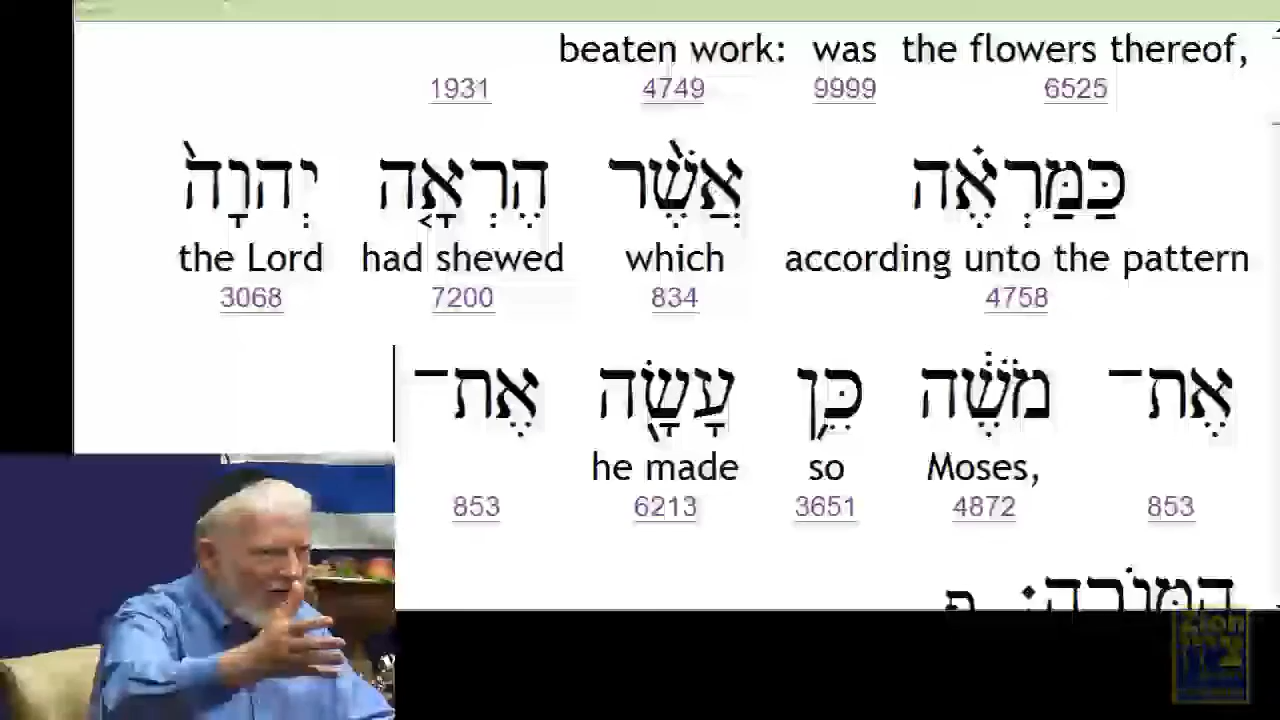 beaten work: was the flowers thereof,
1931 4749 9999 6525
כַּמַּרְאֶ֗ה אֲשֶׁ֨ר הֶרְאָ֤ה יְהוָה֙
the Lord had shewed which according unto the pattern
3068 7200 834 4758
אֶת־ מֹשֶׁ֔ה כֵּ֥ן עָשָׂ֖ה אֶת־
he made so Moses,
853 6213 3651 4872 853
הַמְּנֹרָֽה׃ פ
Zion